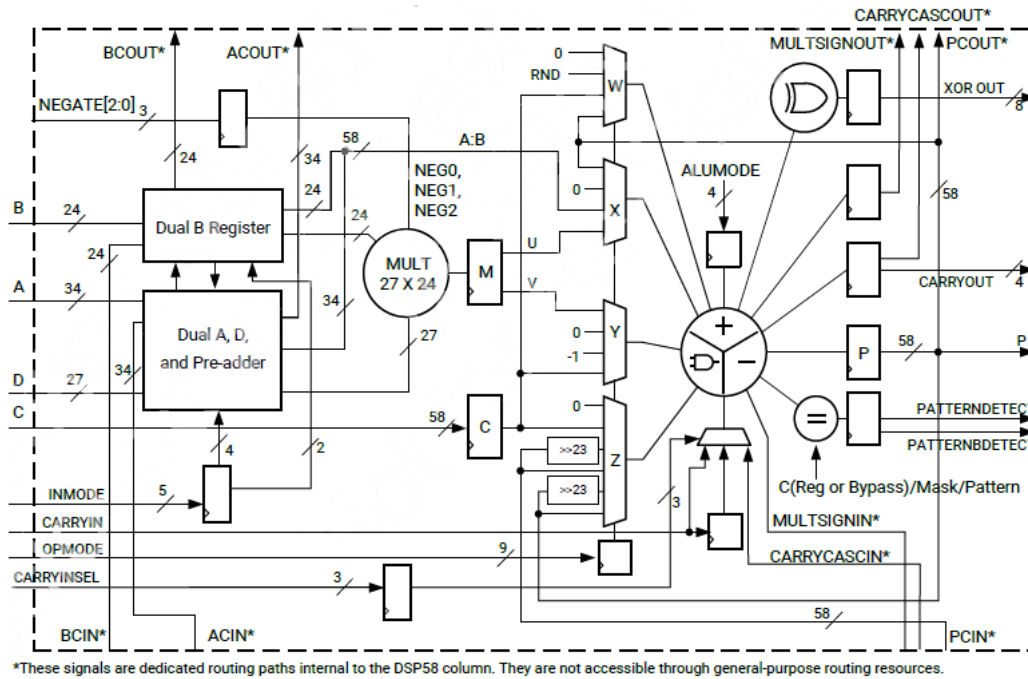 CARRYCASCOUT*
BCOUT*
ACOUT*
MULTSIGNOUT*
PCOUT*
0
RND
W
XOR OUT
8
NEGATE[2:0]
3
24
34
58
A:B
NEG0,
NEG1,
NEG2
0
X
ALUMODE
4
58
B
24
Dual B Register
24
24
24
MULT
27 X 24
M
U
V
CARRYOUT
4
A
34
Dual A, D,
and Pre-adder
34
27
34
0
-1
Y
+
−
P
58
P
D
27
C
58
C
0
=
PATTERNDETECT
PATTERNBDETECT
4
2
>>23
Z
>>23
3
C(Reg or Bypass)/Mask/Pattern
INMODE
5
CARRYIN
MULTSIGNIN*
OPMODE
9
CARRYCASCIN*
CARRYINSEL
3
58
BCIN*
ACIN*
PCIN*
*These signals are dedicated routing paths internal to the DSP58 column. They are not accessible through general-purpose routing resources.